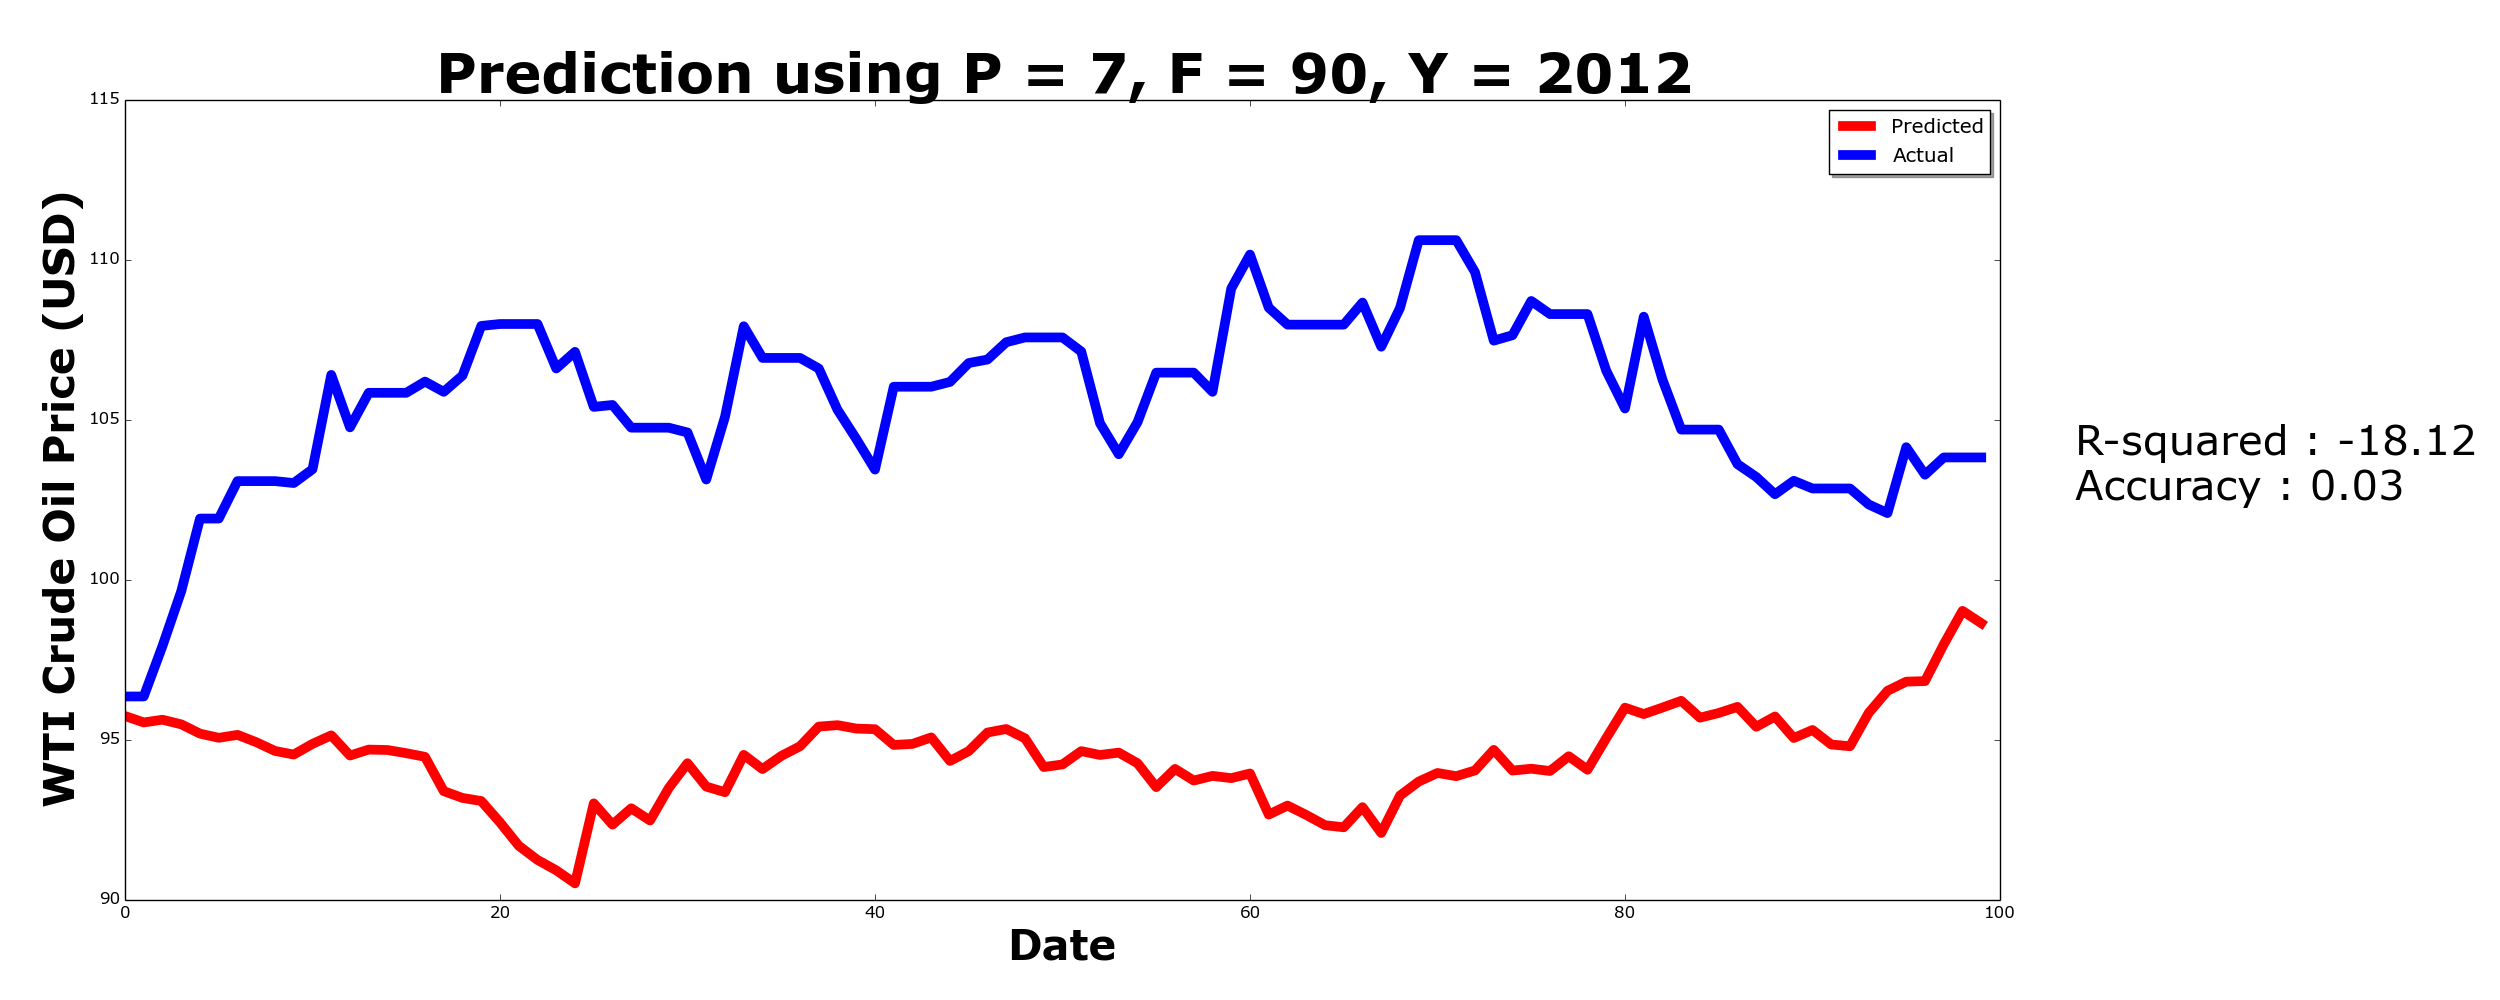 Prediction using P = 7, F = 90, Y = 2012
115
110
105
100
95
90
WTI Crude Oil Price (USD)
Predicted
Actual
R-squared : -18.12
Accuracy : 0.03
0 20 40 60 80 100
Date